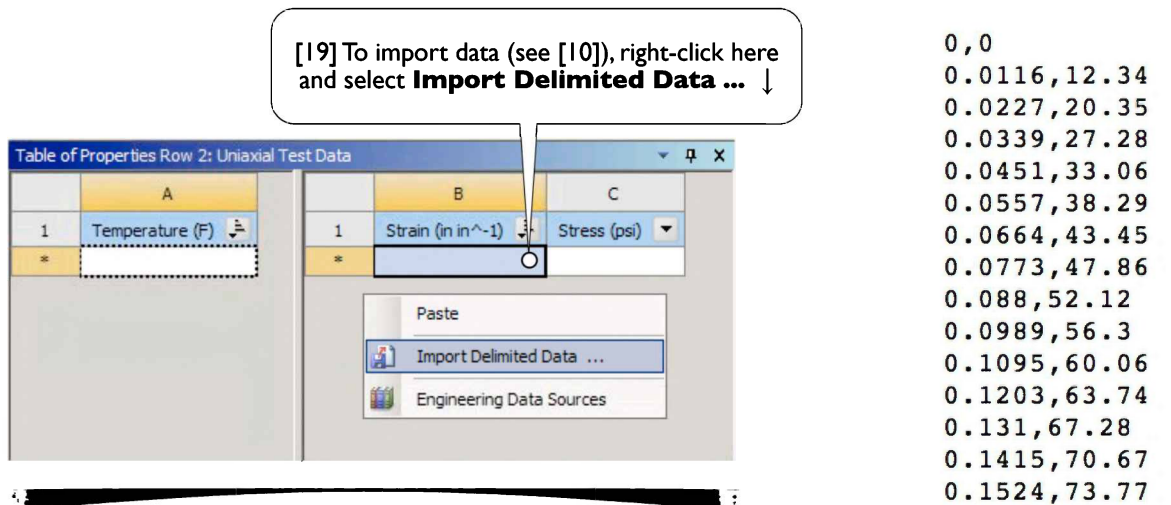 [19] To import data (see [10]), right-click here
and select Import Delimited Data ... ↓
Table of Properties Row 2: Uniaxial Test Data
A
B
C
1
Temperature (F)
1
Strain (in in^-1)
Stress (psi)
*
*
Paste
Import Delimited Data ...
Engineering Data Sources
0,0
0.0116,12.34
0.0227,20.35
0.0339,27.28
0.0451,33.06
0.0557,38.29
0.0664,43.45
0.0773,47.86
0.088,52.12
0.0989,56.3
0.1095,60.06
0.1203,63.74
0.131,67.28
0.1415,70.67
0.1524,73.77